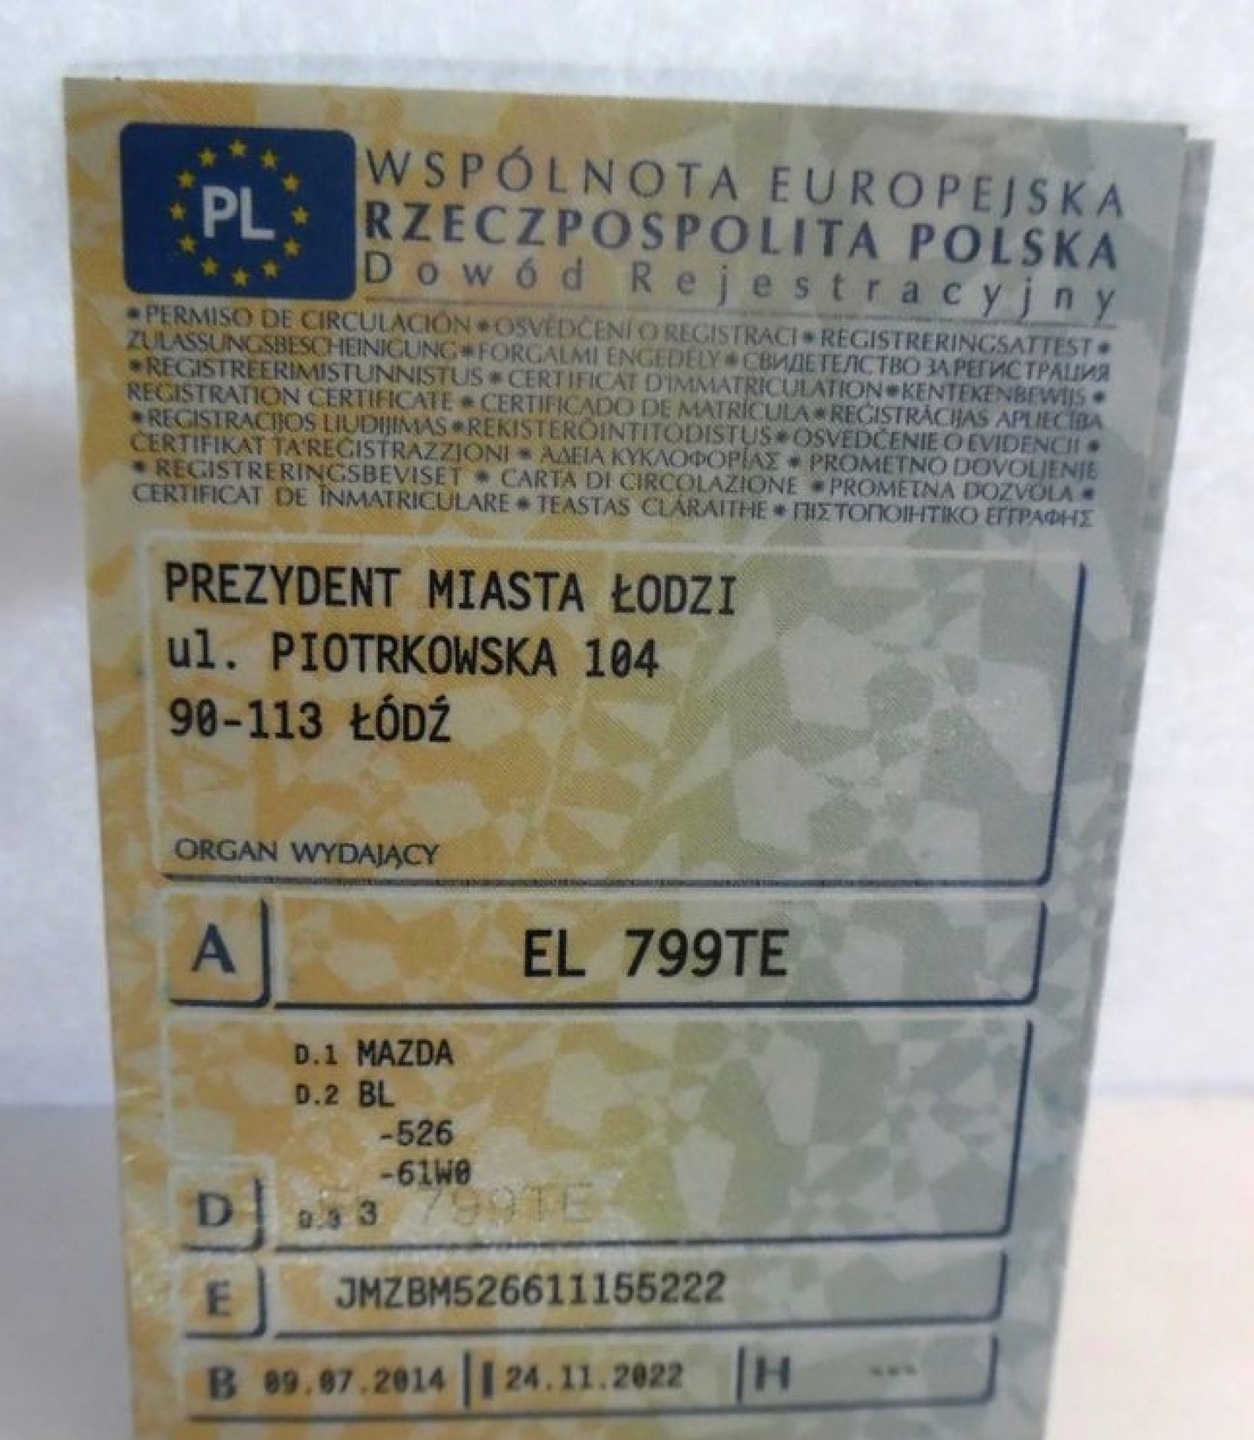 PL
WSPÓLNOTA EUROPEJSKA
RZECZPOSPOLITA POLSKA
Dowód Rejestracyjny
*PERMISO DE CIRCULACIÓN*OSVĚDČENÍ O REGISTRACI*REGISTRERINGSATTEST*
ZULASSUNGSBESCHEINIGUNG*FORGALMI ENGEDELY*СВИДЕТЕЛСТВО ЗА РЕГИСТРАЦИЯ
*REGISTREERIMISTUNNISTUS*CERTIFICAT D'IMMATRICULATION*KENTEKENBEWIJS*
REGISTRATION CERTIFICATE*CERTIFICADO DE MATRÍCULA*REĢISTRĀCIJAS APLIECĪBA
*REGISTRACIJOS LIUDIJIMAS*REKISTERÖINTITODISTUS*OSVEDČENIE O EVIDENCII*
ĊERTIFIKAT TA'REĠISTRAZZJONI*ΑΔΕΙΑ ΚΥΚΛΟΦΟΡΙΑΣ*PROMETNO DOVOLJENJE
*REGISTRERINGSBEVISET*CARTA DI CIRCOLAZIONE*PROMETNA DOZVOLA*
CERTIFICAT DE ÎNMATRICULARE*TEASTAS CLÁRAITHE*ΠΙΣΤΟΠΟΙΗΤΙΚΟ ΕΓΓΡΑΦΗΣ
PREZYDENT MIASTA ŁODZI
ul. PIOTRKOWSKA 104
90-113 ŁÓDŹ
ORGAN WYDAJĄCY
A EL 799TE
D.1 MAZDA
D.2 BL
-526
-61W0
D D.3 3 799TE
E JMZBM526611155222
B 09.07.2014 I 24.11.2022 H ---